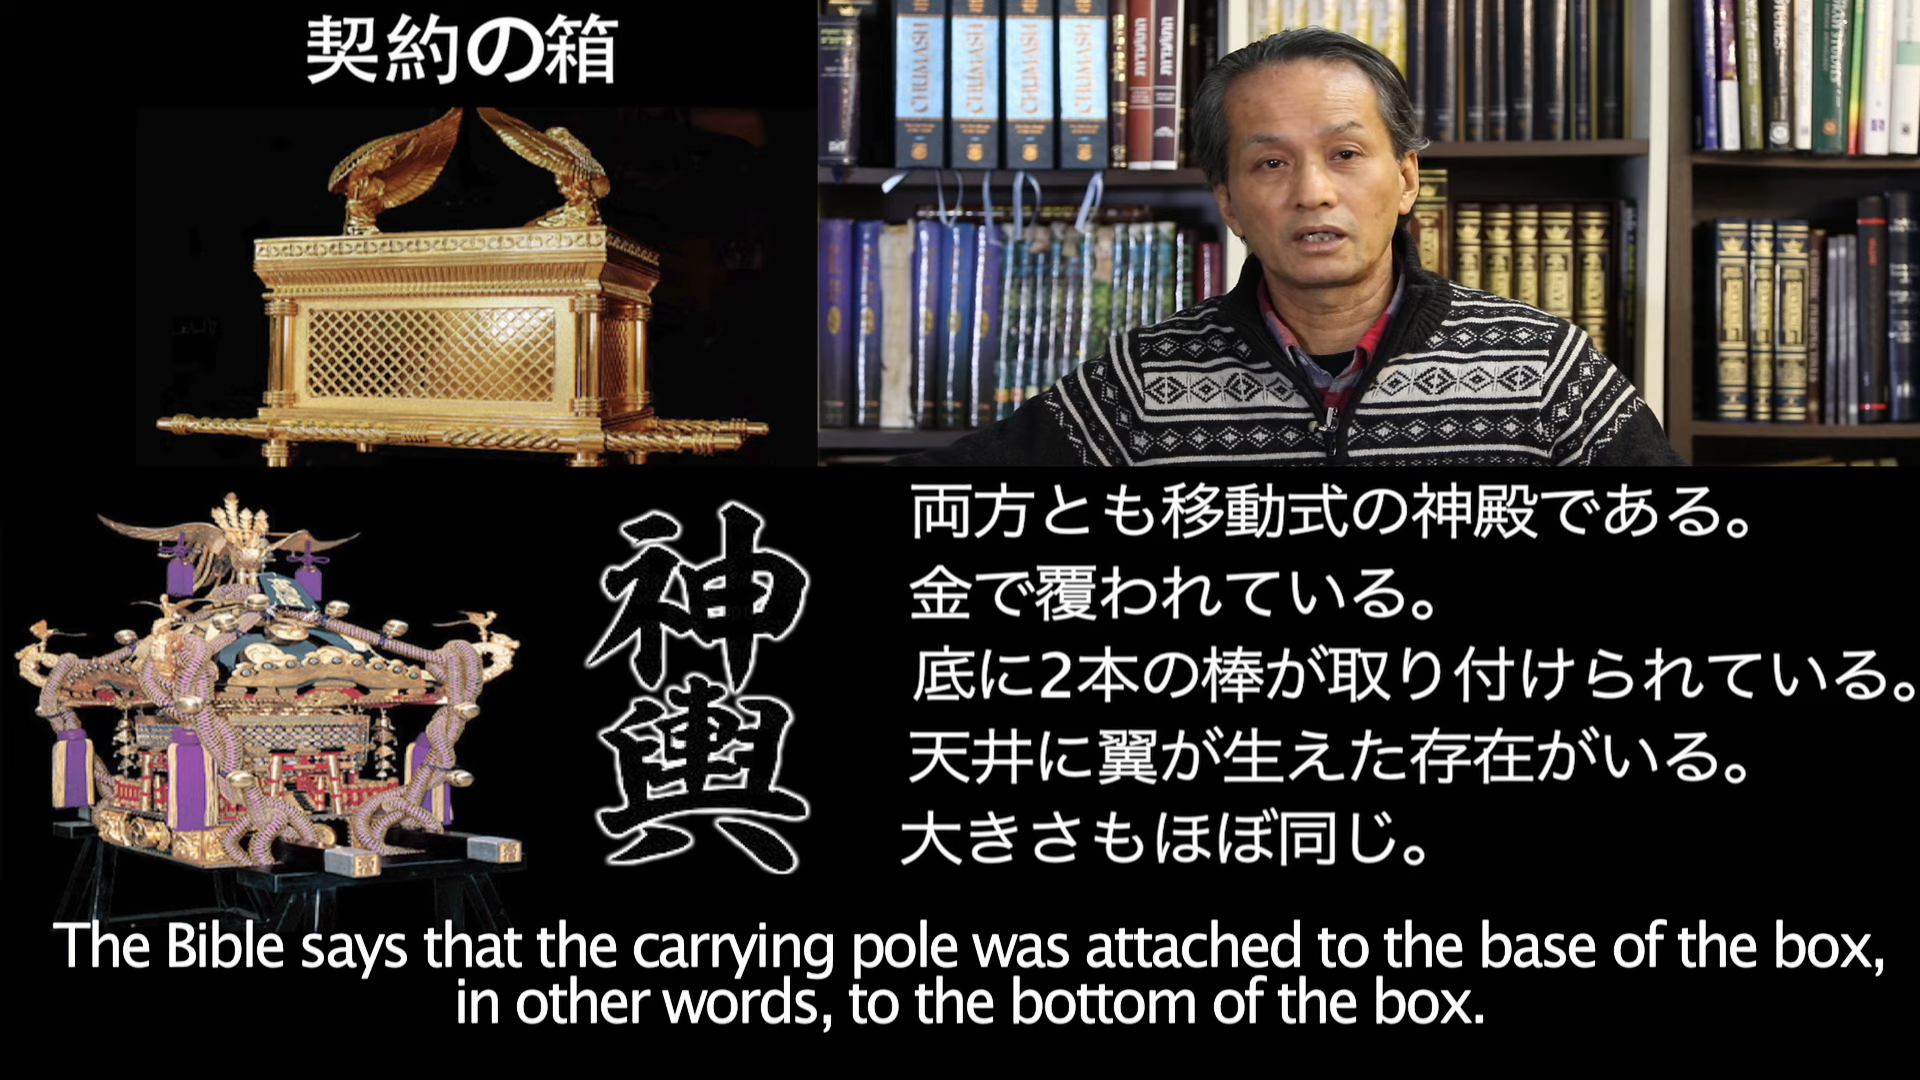 契約の箱
CHUMASH
CHUMASH
CHUMASH
CHUMASH
神輿
両方とも移動式の神殿である。
金で覆われている。
底に2本の棒が取り付けられている。
天井に翼が生えた存在がいる。
大きさもほぼ同じ。
The Bible says that the carrying pole was attached to the base of the box,
in other words, to the bottom of the box.